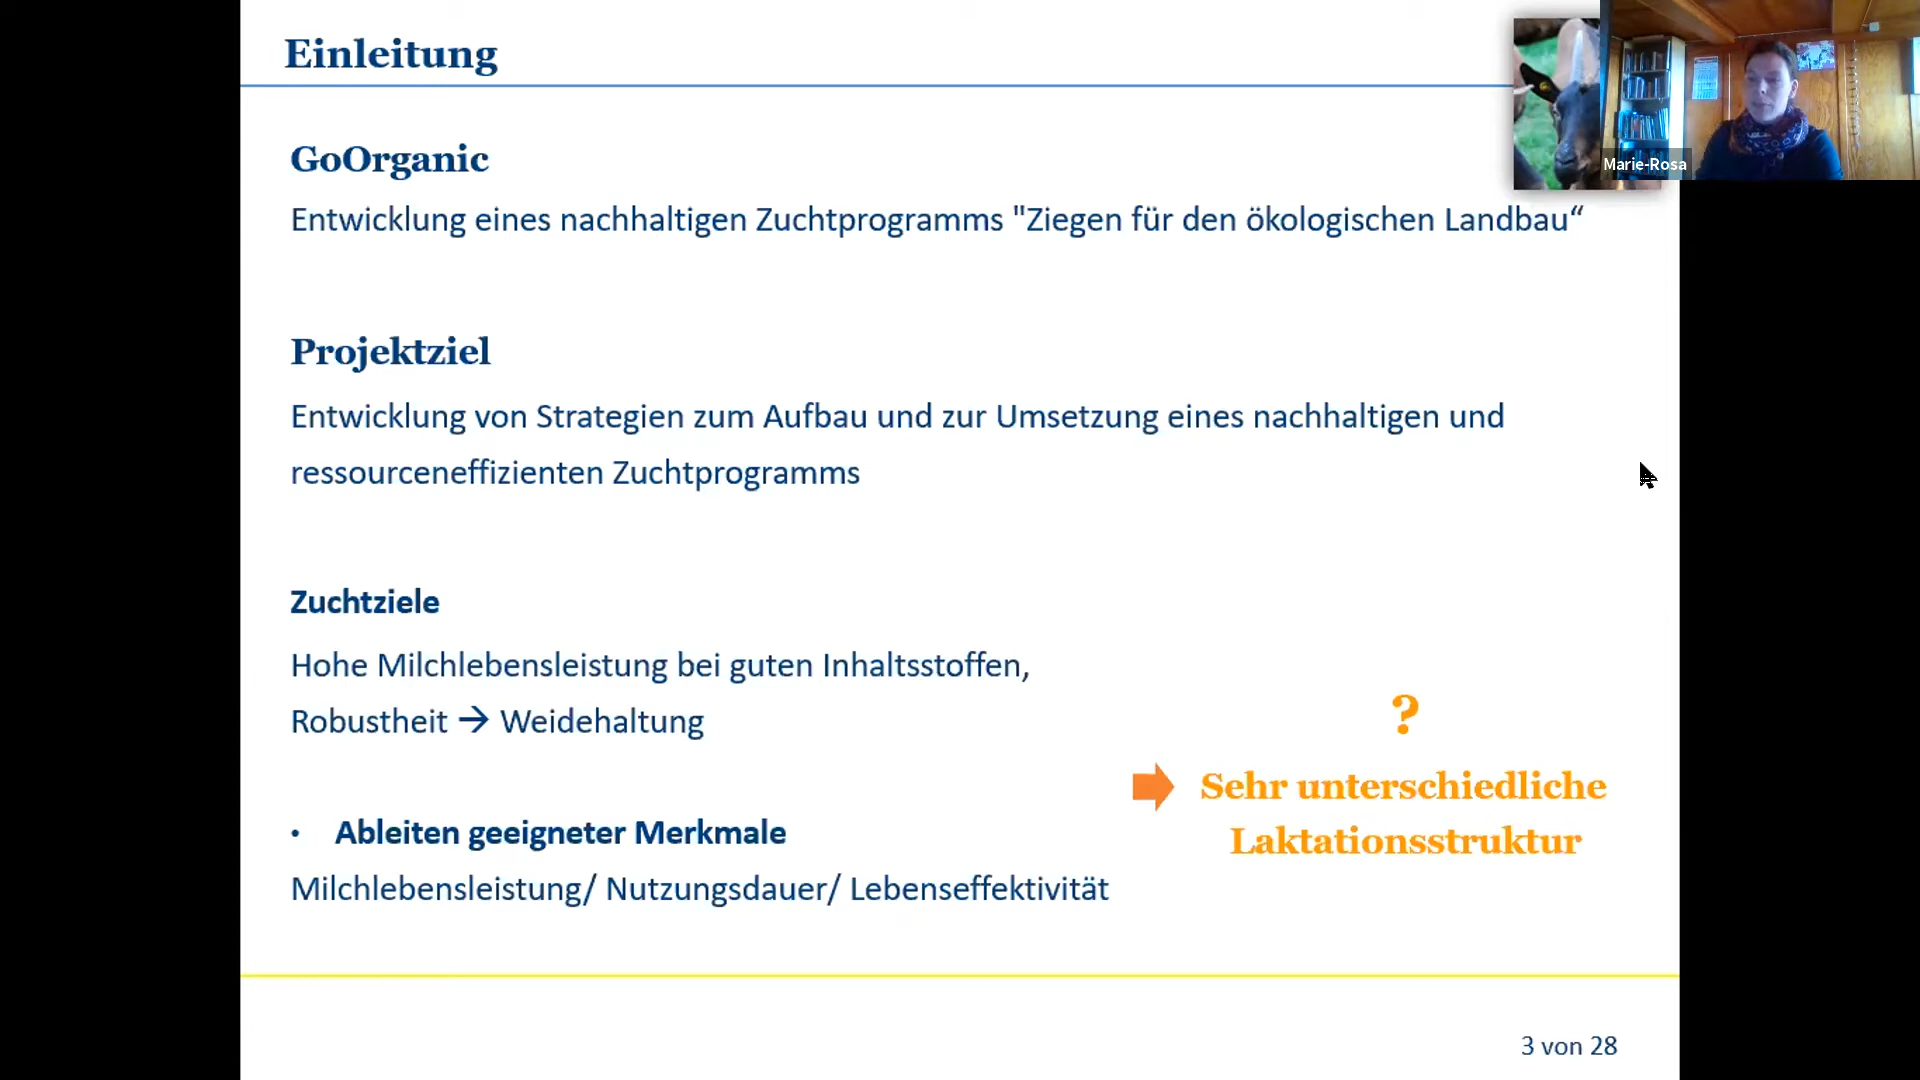 Einleitung
Marie-Rosa
GoOrganic
Entwicklung eines nachhaltigen Zuchtprogramms "Ziegen für den ökologischen Landbau“
Projektziel
Entwicklung von Strategien zum Aufbau und zur Umsetzung eines nachhaltigen und
ressourceneffizienten Zuchtprogramms
Zuchtziele
Hohe Milchlebensleistung bei guten Inhaltsstoffen,
Robustheit → Weidehaltung
?
Sehr unterschiedliche
Laktationsstruktur
• Ableiten geeigneter Merkmale
Milchlebensleistung/ Nutzungsdauer/ Lebenseffektivität
3 von 28